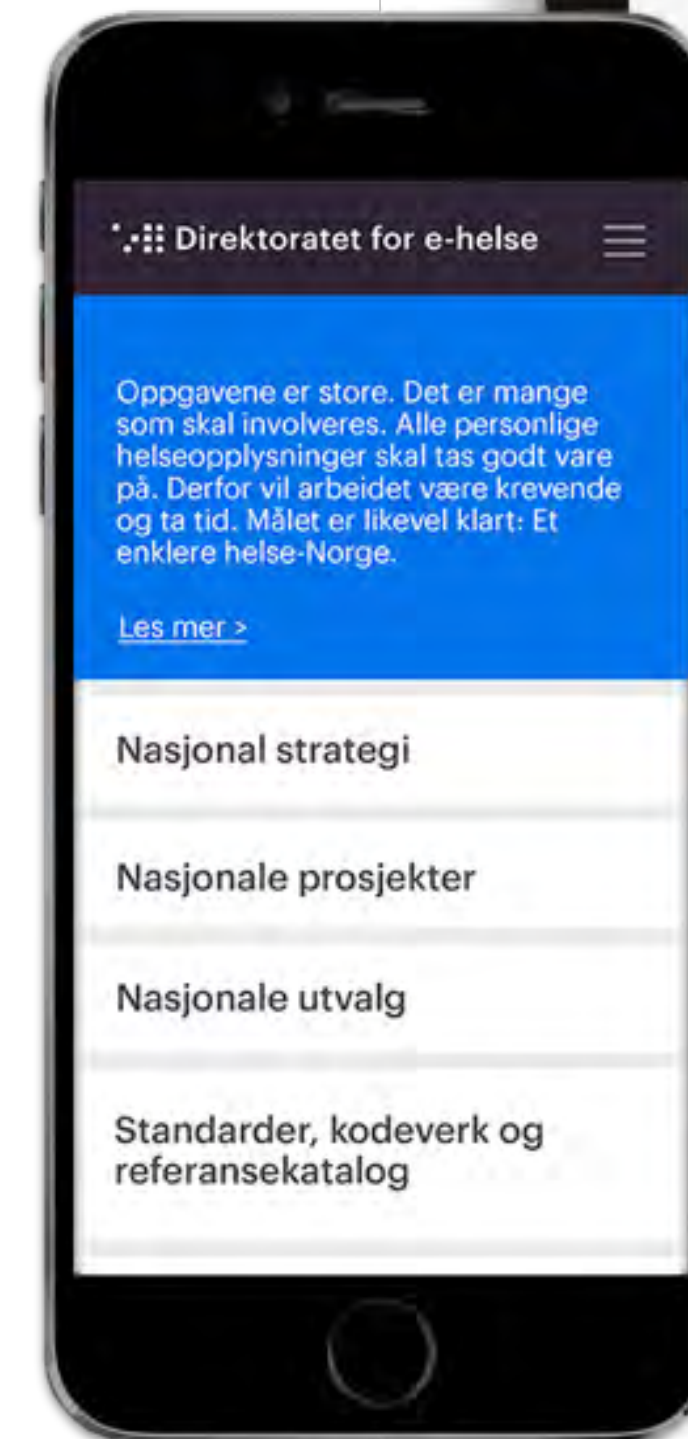 Direktoratet for e-helse
Oppgavene er store. Det er mange
som skal involveres. Alle personlige
helseopplysninger skal tas godt vare
på. Derfor vil arbeidet være krevende
og ta tid. Målet er likevel klart: Et
enklere helse-Norge.
Les mer >
Nasjonal strategi
Nasjonale prosjekter
Nasjonale utvalg
Standarder, kodeverk og
referansekatalog